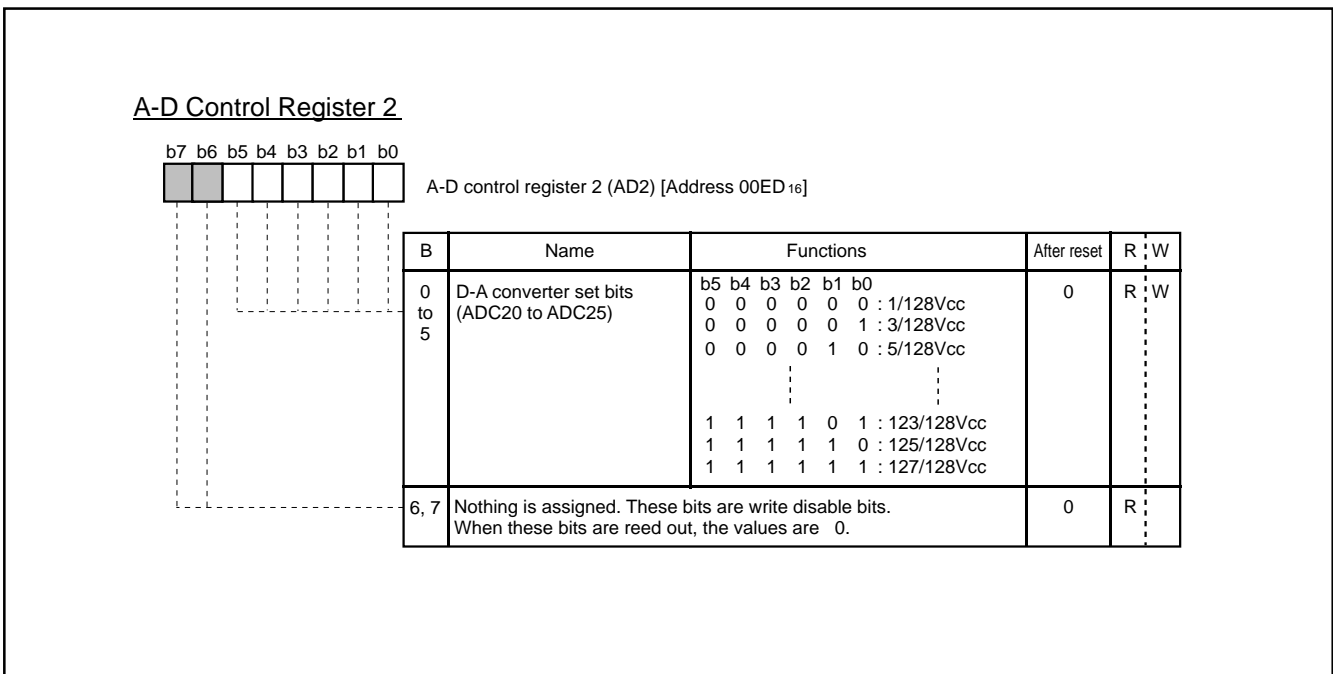 A-D Control Register 2
b7 b6 b5 b4 b3 b2 b1 b0
A-D control register 2 (AD2) [Address 00ED16]
B Name Functions After reset R W
0 to 5 D-A converter set bits (ADC20 to ADC25) 0 R W
b5 b4 b3 b2 b1 b0
0 0 0 0 0 0 : 1/128Vcc
0 0 0 0 0 1 : 3/128Vcc
0 0 0 0 1 0 : 5/128Vcc
1 1 1 1 0 1 : 123/128Vcc
1 1 1 1 1 0 : 125/128Vcc
1 1 1 1 1 1 : 127/128Vcc
6, 7 Nothing is assigned. These bits are write disable bits. 0 R
When these bits are reed out, the values are 0.